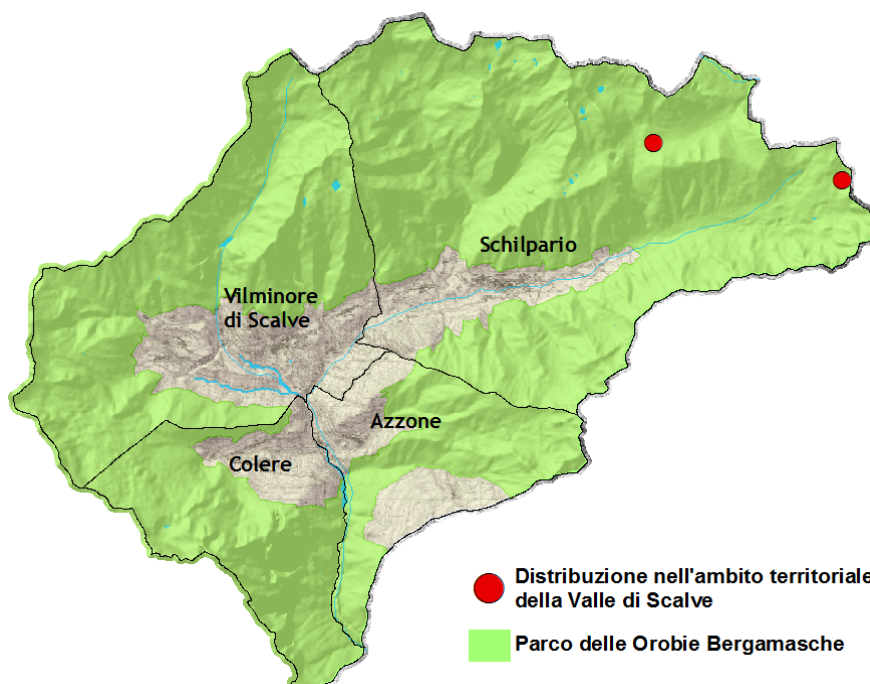 Schilpario
Vilminore
di Scalve
Azzone
Colere
Distribuzione nell'ambito territoriale
della Valle di Scalve
Parco delle Orobie Bergamasche